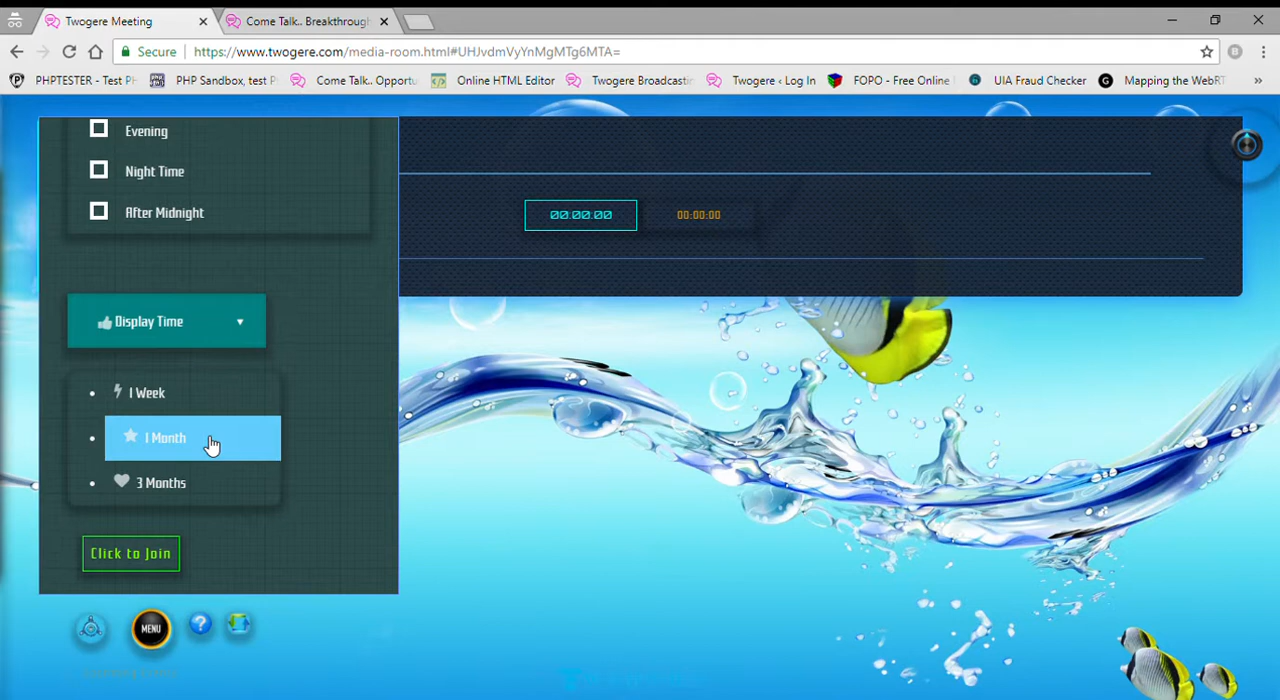 Twogere Meeting
Come Talk.. Breakthrough
Secure https://www.twogere.com/media-room.html#UHJvdmVyYnMgMTg6MTA=
PHPTESTER - Test PH
PHP Sandbox, test P
Come Talk.. Opportu
Online HTML Editor
Twogere Broadcastin
Twogere ‹ Log In
FOPO - Free Online
UIA Fraud Checker
Mapping the WebRT
»
Evening
Night Time
After Midnight
00:00:00
00:00:00
Display Time
1 Week
1 Month
3 Months
Click to Join
MENU
?